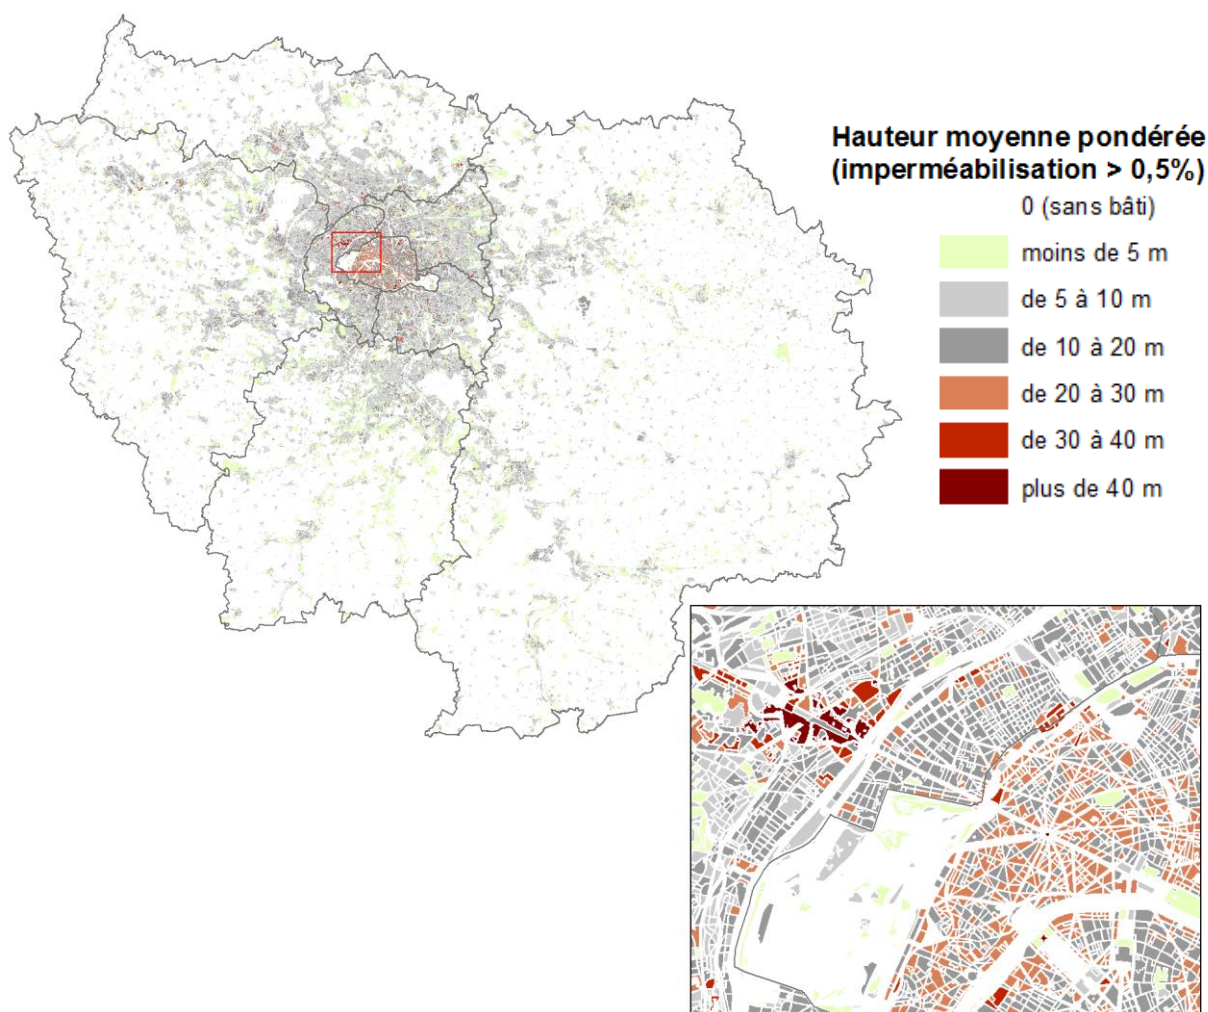 Hauteur moyenne pondérée
(imperméabilisation > 0,5%)
0 (sans bâti)
moins de 5 m
de 5 à 10 m
de 10 à 20 m
de 20 à 30 m
de 30 à 40 m
plus de 40 m